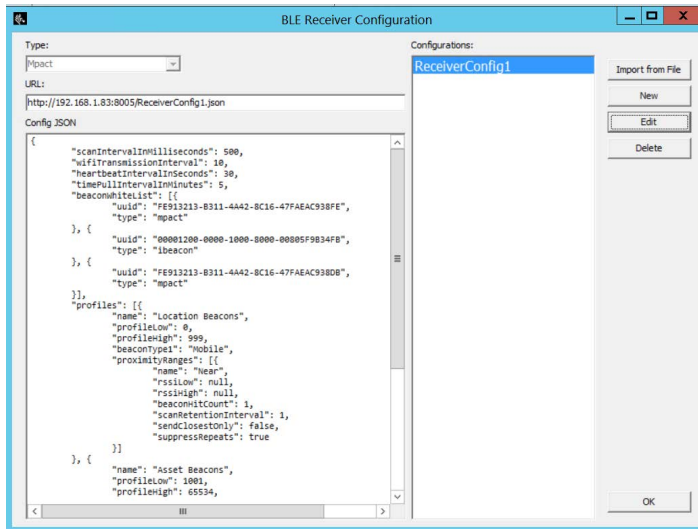 BLE Receiver Configuration
Type:
Mpact
URL:
http://192.168.1.83:8005/ReceiverConfig1.json
Config JSON
{
"scanIntervalInMilliseconds": 500,
"wifiTransmissionInterval": 10,
"heartbeatIntervalInSeconds": 30,
"timePullIntervalInMinutes": 5,
"beaconWhiteList": [{
"uuid": "FE913213-B311-4A42-8C16-47FAEAC938FE",
"type": "mpact"
}, {
"uuid": "00001200-0000-1000-8000-00805F9B34FB",
"type": "ibeacon"
}, {
"uuid": "FE913213-B311-4A42-8C16-47FAEAC938DB",
"type": "mpact"
}],
"profiles": [{
"name": "Location Beacons",
"profileLow": 0,
"profileHigh": 999,
"beaconType1": "Mobile",
"proximityRanges": [{
"name": "Near",
"rssiLow": null,
"rssiHigh": null,
"beaconHitCount": 1,
"scanRetentionInterval": 1,
"sendClosestOnly": false,
"suppressRepeats": true
}]
}, {
"name": "Asset Beacons",
"profileLow": 1001,
"profileHigh": 65534,
Configurations:
ReceiverConfig1
Import from File
New
Edit
Delete
OK